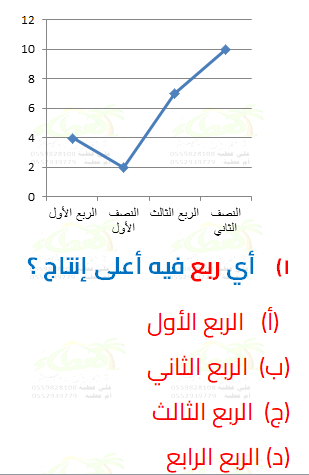 12
10
8
6
4
2
0
الربع الأول
النصف
الأول
الربع الثالث
النصف
الثاني
١) أي ربع فيه أعلى إنتاج ؟
(أ) الربع الأول
(ب) الربع الثاني
(ج) الربع الثالث
(د) الربع الرابع